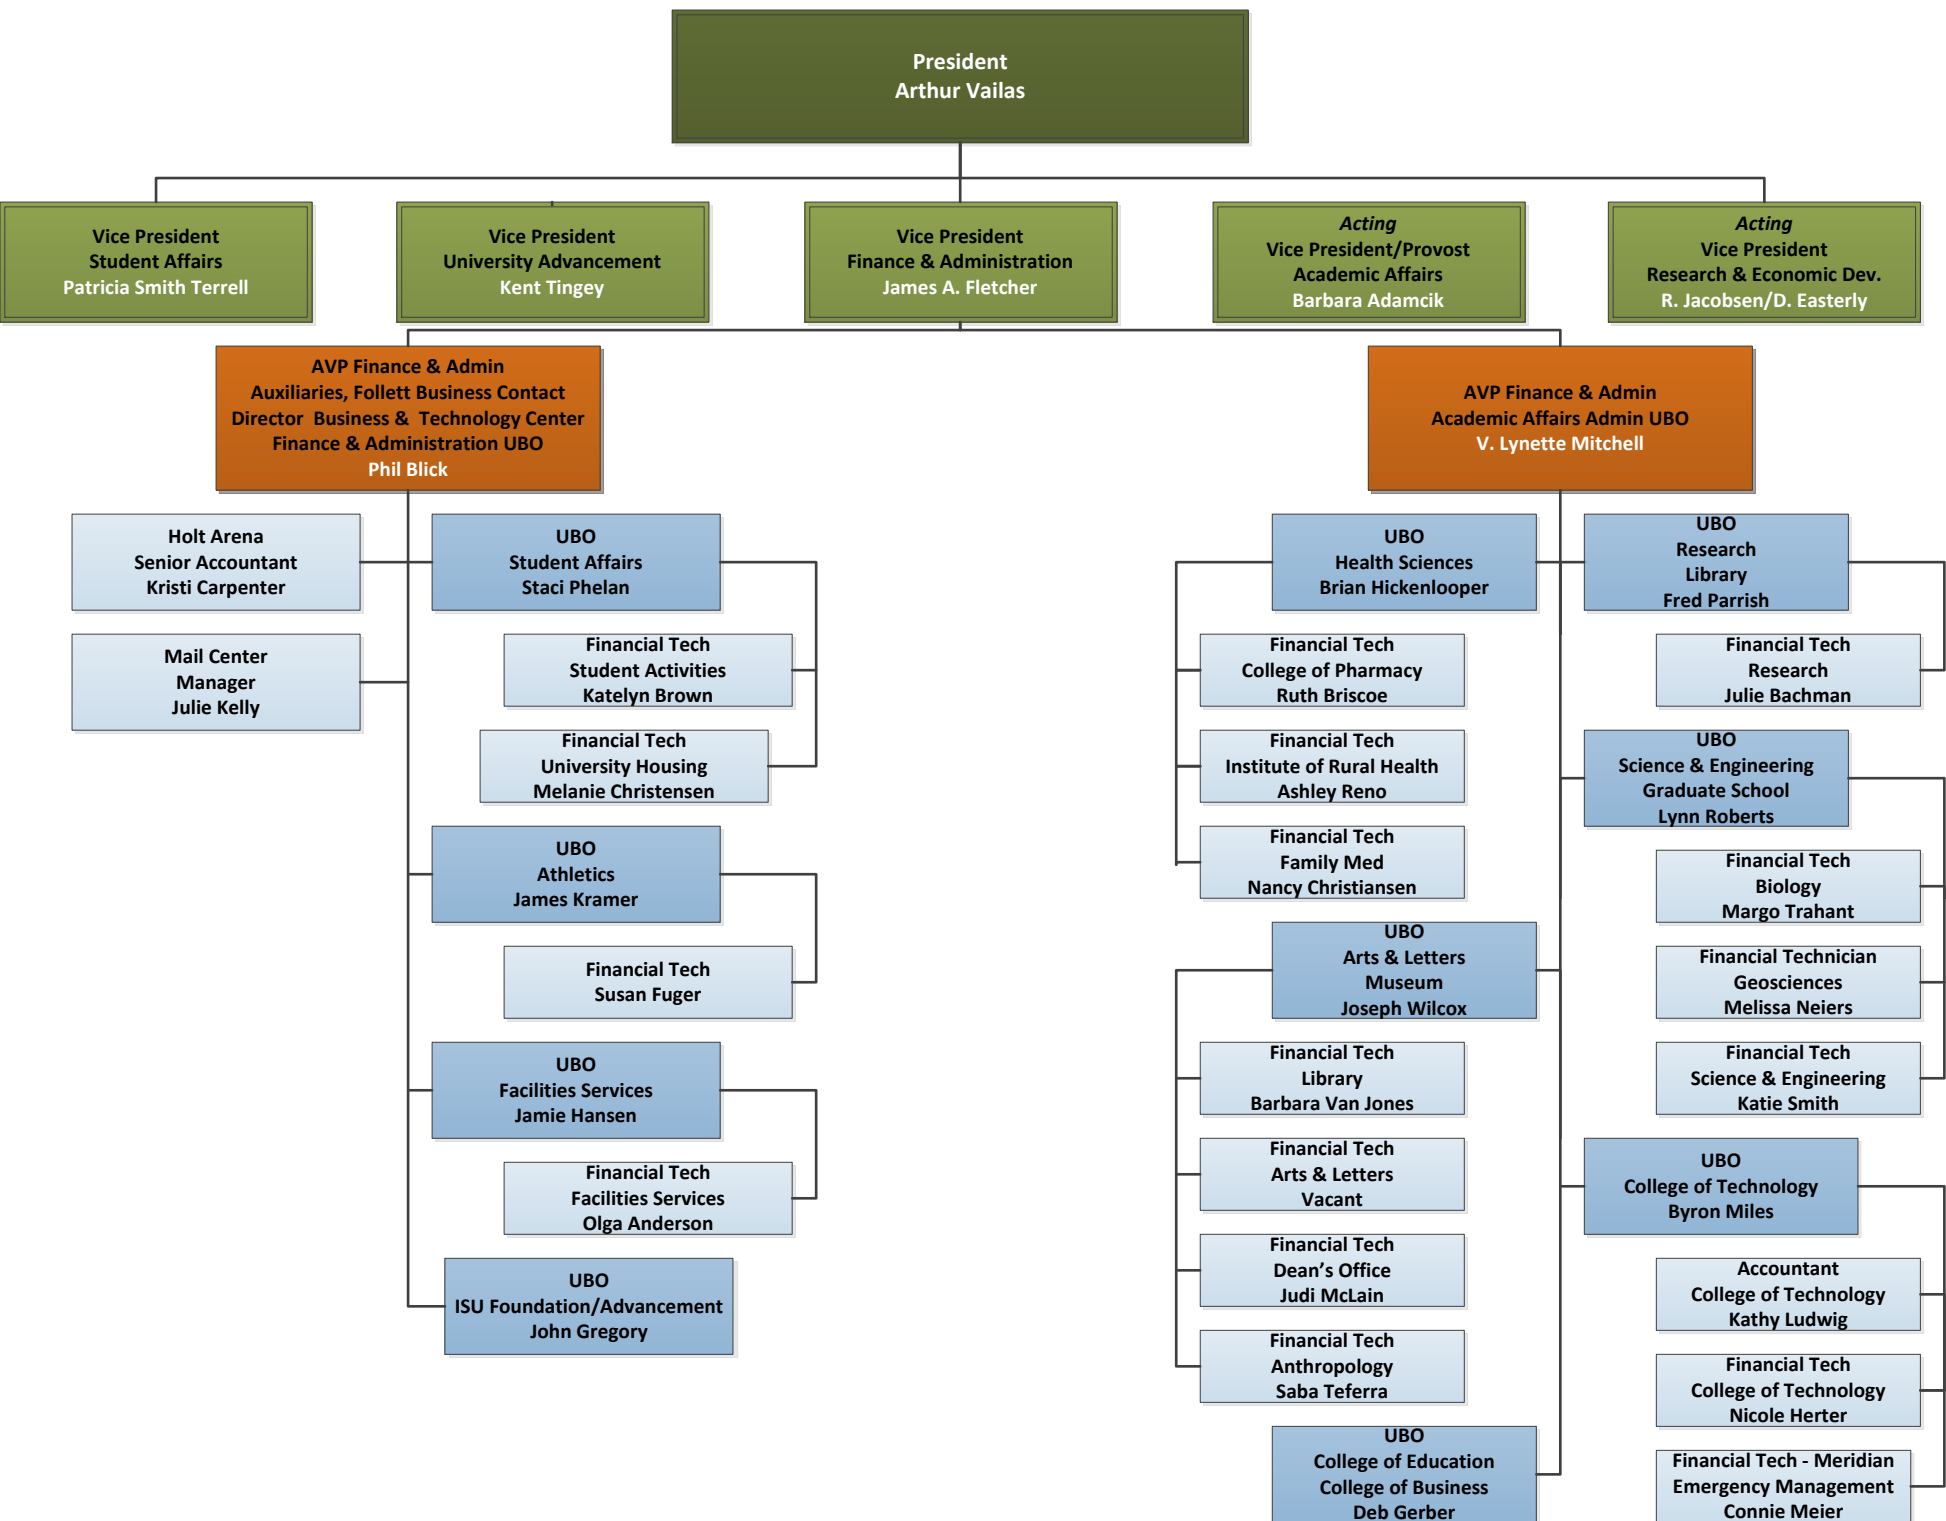 President
Arthur Vailas
Vice President
Student Affairs
Patricia Smith Terrell
Vice President
University Advancement
Kent Tingey
Vice President
Finance & Administration
James A. Fletcher
Acting
Vice President/Provost
Academic Affairs
Barbara Adamcik
Acting
Vice President
Research & Economic Dev.
R. Jacobsen/D. Easterly
AVP Finance & Admin
Auxiliaries, Follett Business Contact
Director Business & Technology Center
Finance & Administration UBO
Phil Blick
AVP Finance & Admin
Academic Affairs Admin UBO
V. Lynette Mitchell
Holt Arena
Senior Accountant
Kristi Carpenter
Mail Center
Manager
Julie Kelly
UBO
Student Affairs
Staci Phelan
Financial Tech
Student Activities
Katelyn Brown
Financial Tech
University Housing
Melanie Christensen
UBO
Athletics
James Kramer
Financial Tech
Susan Fuger
UBO
Facilities Services
Jamie Hansen
Financial Tech
Facilities Services
Olga Anderson
UBO
ISU Foundation/Advancement
John Gregory
UBO
Health Sciences
Brian Hickenlooper
Financial Tech
College of Pharmacy
Ruth Briscoe
Financial Tech
Institute of Rural Health
Ashley Reno
Financial Tech
Family Med
Nancy Christiansen
UBO
Arts & Letters
Museum
Joseph Wilcox
Financial Tech
Library
Barbara Van Jones
Financial Tech
Arts & Letters
Vacant
Financial Tech
Dean’s Office
Judi McLain
Financial Tech
Anthropology
Saba Teferra
UBO
College of Education
College of Business
Deb Gerber
UBO
Research
Library
Fred Parrish
Financial Tech
Research
Julie Bachman
UBO
Science & Engineering
Graduate School
Lynn Roberts
Financial Tech
Biology
Margo Trahant
Financial Technician
Geosciences
Melissa Neiers
Financial Tech
Science & Engineering
Katie Smith
UBO
College of Technology
Byron Miles
Accountant
College of Technology
Kathy Ludwig
Financial Tech
College of Technology
Nicole Herter
Financial Tech - Meridian
Emergency Management
Connie Meier